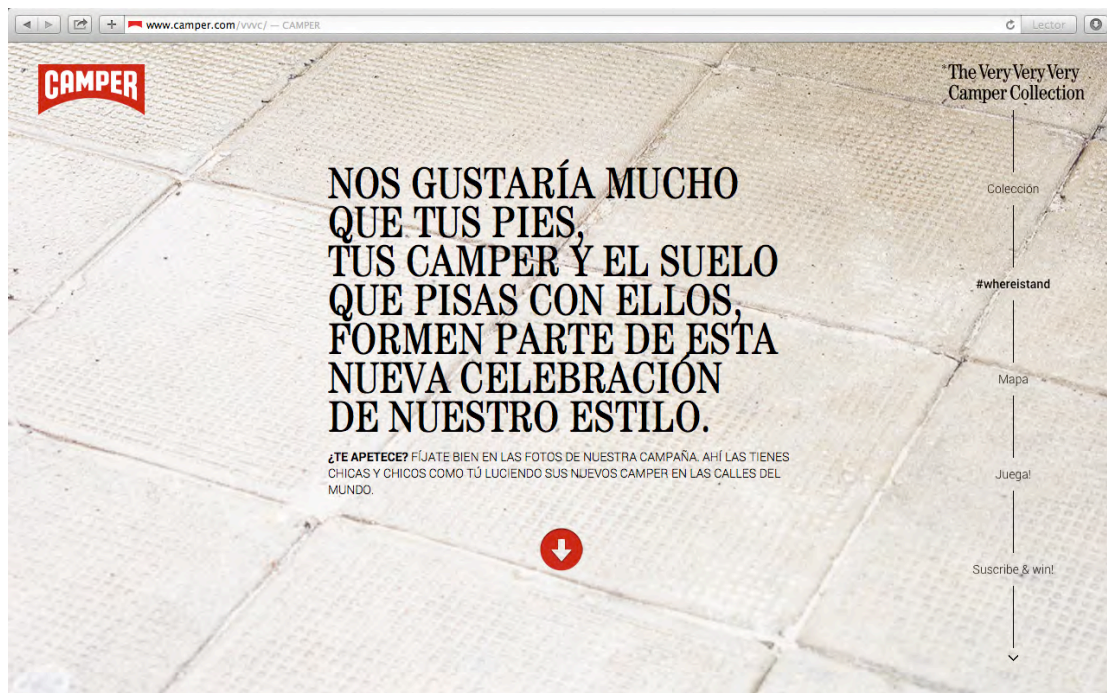 www.camper.com/vvvc/ — CAMPER
Lector
CAMPER
*The Very Very Very
Camper Collection
NOS GUSTARÍA MUCHO
QUE TUS PIES,
TUS CAMPER Y EL SUELO
QUE PISAS CON ELLOS,
FORMEN PARTE DE ESTA
NUEVA CELEBRACIÓN
DE NUESTRO ESTILO.
¿TE APETECE? FÍJATE BIEN EN LAS FOTOS DE NUESTRA CAMPAÑA. AHÍ LAS TIENES
CHICAS Y CHICOS COMO TÚ LUCIENDO SUS NUEVOS CAMPER EN LAS CALLES DEL
MUNDO.
Colección
#whereistand
Mapa
Juega!
Suscribe & win!